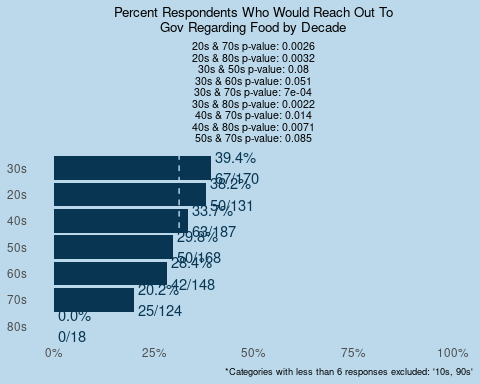 Percent Respondents Who Would Reach Out To
Gov Regarding Food by Decade
20s & 70s p-value: 0.0026
20s & 80s p-value: 0.0032
30s & 50s p-value: 0.08
30s & 60s p-value: 0.051
30s & 70s p-value: 7e-04
30s & 80s p-value: 0.0022
40s & 70s p-value: 0.014
40s & 80s p-value: 0.0071
50s & 70s p-value: 0.085
39.4%
30s
67/170
38.2%
20s
50/131
33.7%
40s
63/187
29.8%
50s
50/168
28.4%
60s
42/148
20.2%
70s
25/124
0.0%
80s
0/18
0% 25% 50% 75% 100%
*Categories with less than 6 responses excluded: '10s, 90s'